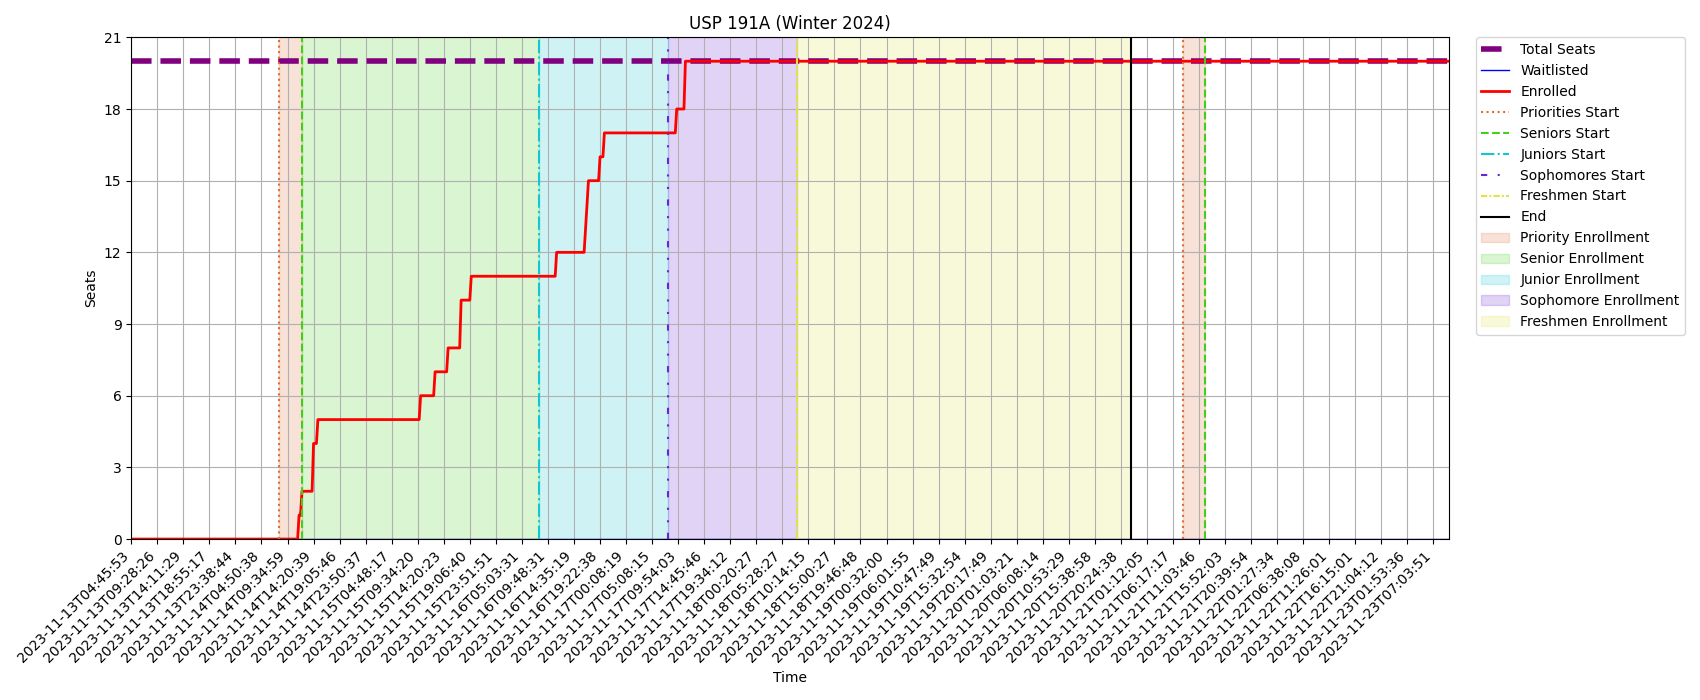 USP 191A (Winter 2024)
21
18
15
12
9
6
3
0
Seats
2023-11-13T04:45:53
2023-11-13T09:28:26
2023-11-13T14:11:29
2023-11-13T18:55:17
2023-11-13T23:38:44
2023-11-14T04:50:38
2023-11-14T09:34:59
2023-11-14T14:20:39
2023-11-14T19:05:46
2023-11-14T23:50:37
2023-11-15T04:48:17
2023-11-15T09:34:20
2023-11-15T14:20:23
2023-11-15T19:06:40
2023-11-15T23:51:51
2023-11-16T05:03:31
2023-11-16T09:48:31
2023-11-16T14:35:19
2023-11-16T19:22:38
2023-11-17T00:08:19
2023-11-17T05:08:15
2023-11-17T09:54:03
2023-11-17T14:45:46
2023-11-17T19:34:12
2023-11-18T00:20:27
2023-11-18T05:28:27
2023-11-18T10:14:15
2023-11-18T15:00:27
2023-11-18T19:46:48
2023-11-19T00:32:00
2023-11-19T06:01:55
2023-11-19T10:47:49
2023-11-19T15:32:54
2023-11-19T20:17:49
2023-11-20T01:03:21
2023-11-20T06:08:14
2023-11-20T10:53:29
2023-11-20T15:38:58
2023-11-20T20:24:38
2023-11-21T01:12:05
2023-11-21T06:17:17
2023-11-21T11:03:46
2023-11-21T15:52:03
2023-11-21T20:39:54
2023-11-22T01:27:34
2023-11-22T06:38:08
2023-11-22T11:26:01
2023-11-22T16:15:01
2023-11-22T21:04:12
2023-11-23T01:53:36
2023-11-23T07:03:51
Time
Total Seats
Waitlisted
Enrolled
Priorities Start
Seniors Start
Juniors Start
Sophomores Start
Freshmen Start
End
Priority Enrollment
Senior Enrollment
Junior Enrollment
Sophomore Enrollment
Freshmen Enrollment